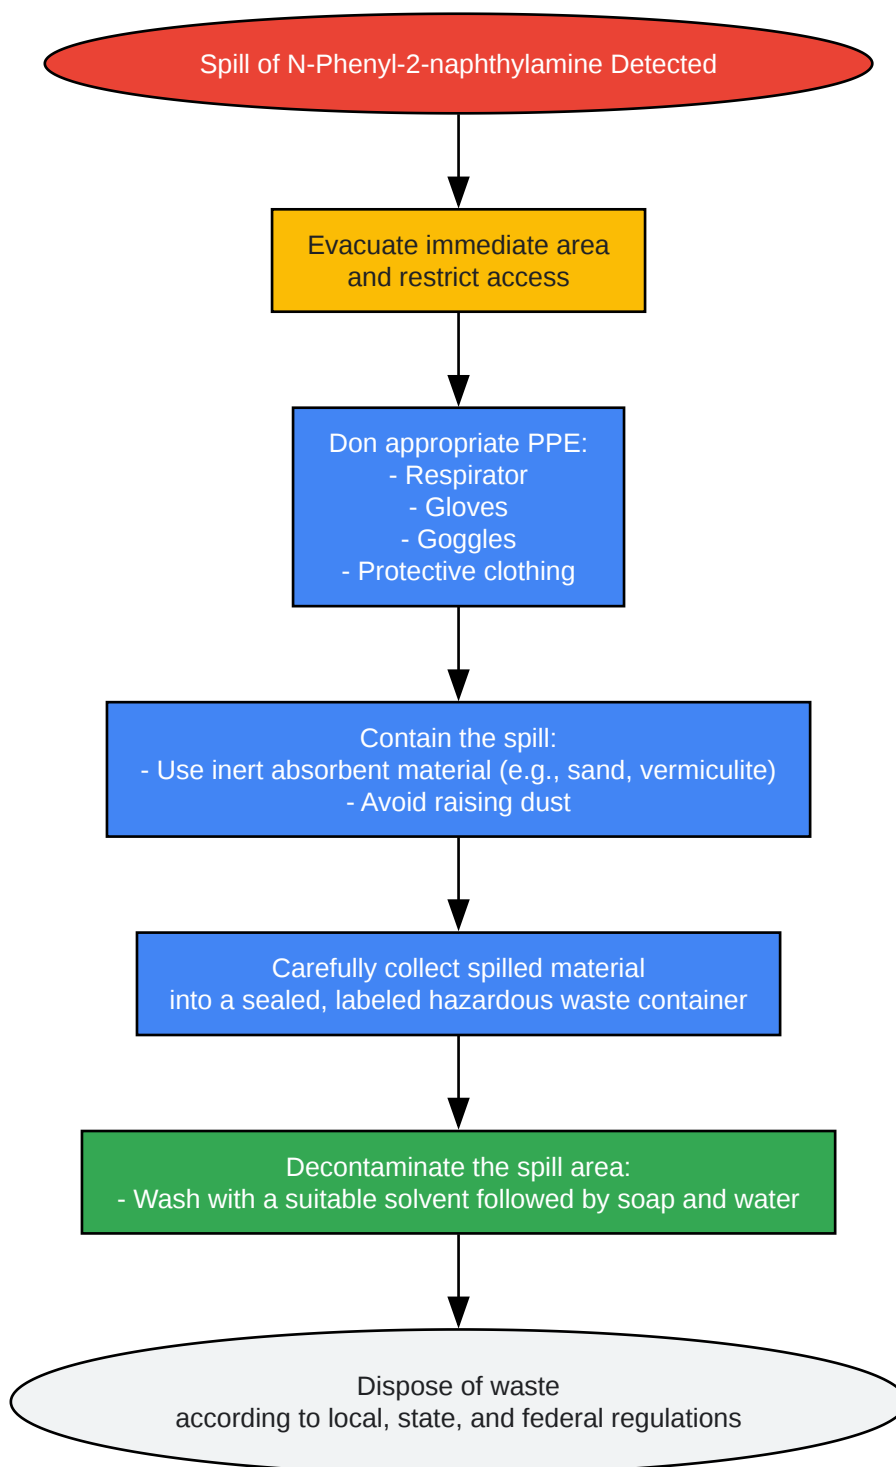 Spill of N-Phenyl-2-naphthylamine Detected
Evacuate immediate area
and restrict access
Don appropriate PPE:
- Respirator
- Gloves
- Goggles
- Protective clothing
Contain the spill:
- Use inert absorbent material (e.g., sand, vermiculite)
- Avoid raising dust
Carefully collect spilled material
into a sealed, labeled hazardous waste container
Decontaminate the spill area:
- Wash with a suitable solvent followed by soap and water
Dispose of waste
according to local, state, and federal regulations